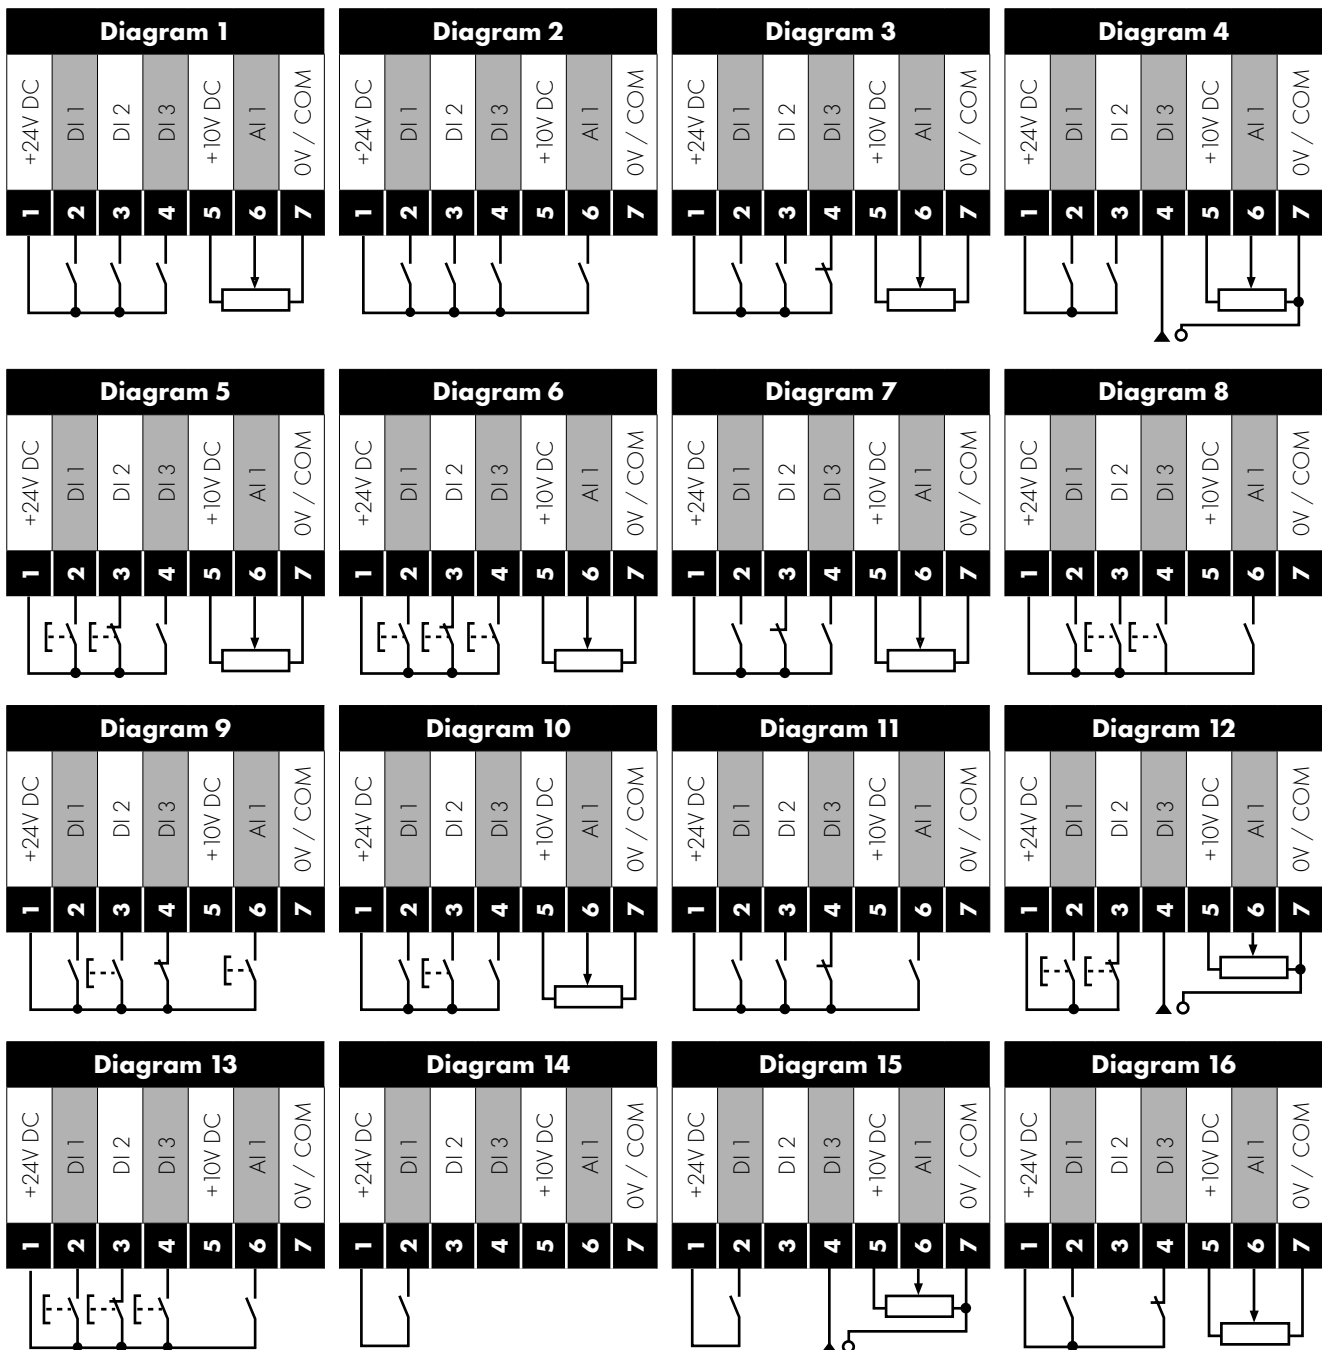 Diagram 1 Diagram 2 Diagram 3 Diagram 4
+24V DC DI 1 DI 2 DI 3 +10V DC AI 1 0V / COM +24V DC DI 1 DI 2 DI 3 +10V DC AI 1 0V / COM +24V DC DI 1 DI 2 DI 3 +10V DC AI 1 0V / COM +24V DC DI 1 DI 2 DI 3 +10V DC AI 1 0V / COM
1 2 3 4 5 6 7 1 2 3 4 5 6 7 1 2 3 4 5 6 7 1 2 3 4 5 6 7
Diagram 5 Diagram 6 Diagram 7 Diagram 8
+24V DC DI 1 DI 2 DI 3 +10V DC AI 1 0V / COM +24V DC DI 1 DI 2 DI 3 +10V DC AI 1 0V / COM +24V DC DI 1 DI 2 DI 3 +10V DC AI 1 0V / COM +24V DC DI 1 DI 2 DI 3 +10V DC AI 1 0V / COM
1 2 3 4 5 6 7 1 2 3 4 5 6 7 1 2 3 4 5 6 7 1 2 3 4 5 6 7
Diagram 9 Diagram 10 Diagram 11 Diagram 12
+24V DC DI 1 DI 2 DI 3 +10V DC AI 1 0V / COM +24V DC DI 1 DI 2 DI 3 +10V DC AI 1 0V / COM +24V DC DI 1 DI 2 DI 3 +10V DC AI 1 0V / COM +24V DC DI 1 DI 2 DI 3 +10V DC AI 1 0V / COM
1 2 3 4 5 6 7 1 2 3 4 5 6 7 1 2 3 4 5 6 7 1 2 3 4 5 6 7
Diagram 13 Diagram 14 Diagram 15 Diagram 16
+24V DC DI 1 DI 2 DI 3 +10V DC AI 1 0V / COM +24V DC DI 1 DI 2 DI 3 +10V DC AI 1 0V / COM +24V DC DI 1 DI 2 DI 3 +10V DC AI 1 0V / COM +24V DC DI 1 DI 2 DI 3 +10V DC AI 1 0V / COM
1 2 3 4 5 6 7 1 2 3 4 5 6 7 1 2 3 4 5 6 7 1 2 3 4 5 6 7